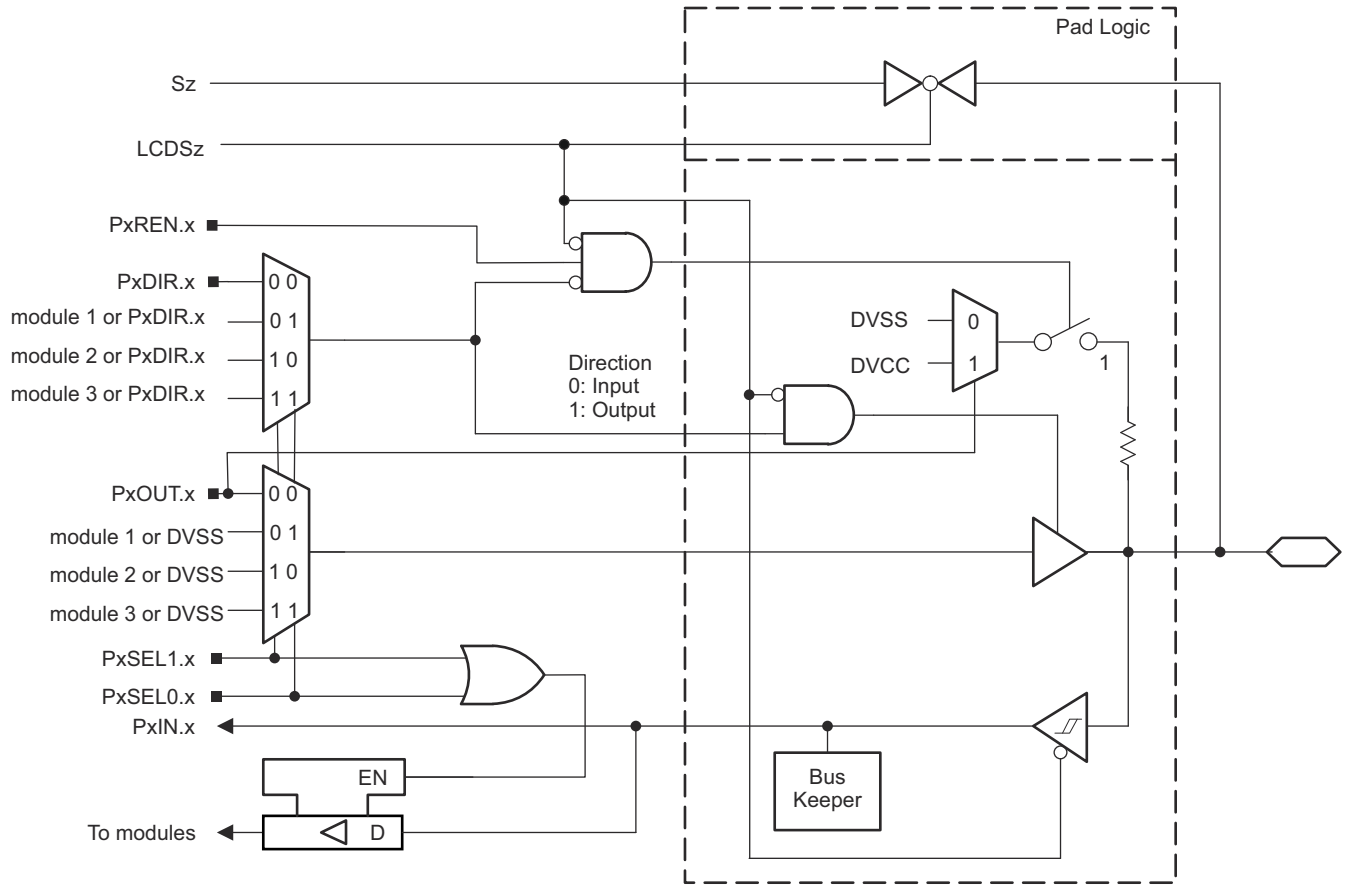 Pad Logic
Sz
LCDSz
PxREN.x
PxDIR.x
0 0
module 1 or PxDIR.x
0 1
module 2 or PxDIR.x
1 0
module 3 or PxDIR.x
1 1
Direction
0: Input
1: Output
DVSS
0
DVCC
1
1
PxOUT.x
0 0
module 1 or DVSS
0 1
module 2 or DVSS
1 0
module 3 or DVSS
1 1
PxSEL1.x
PxSEL0.x
PxIN.x
EN
Bus
Keeper
To modules
D